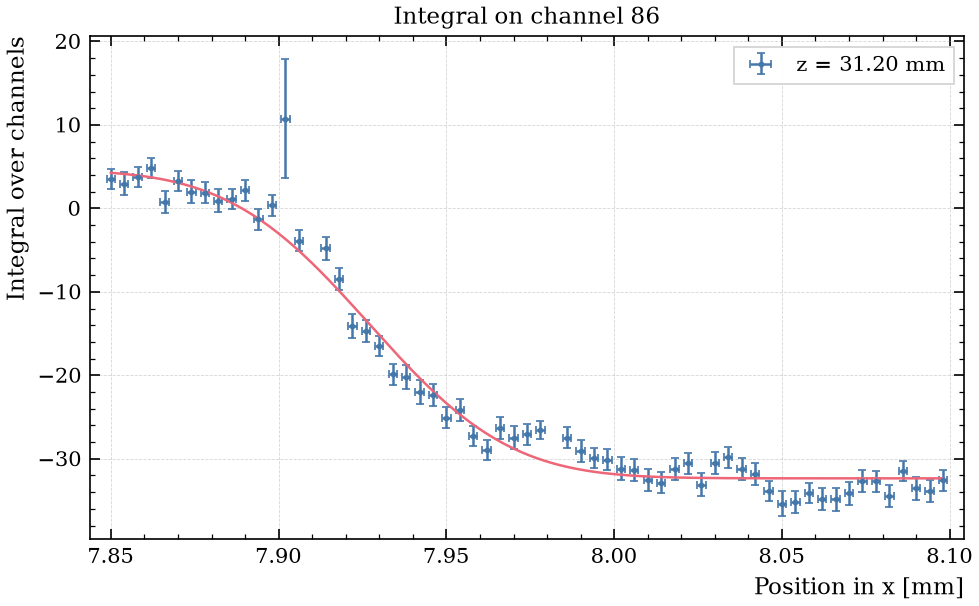 Integral on channel 86
Integral over channels
20
10
0
−10
−20
−30
z = 31.20 mm
7.85 7.90 7.95 8.00 8.05 8.10
Position in x [mm]